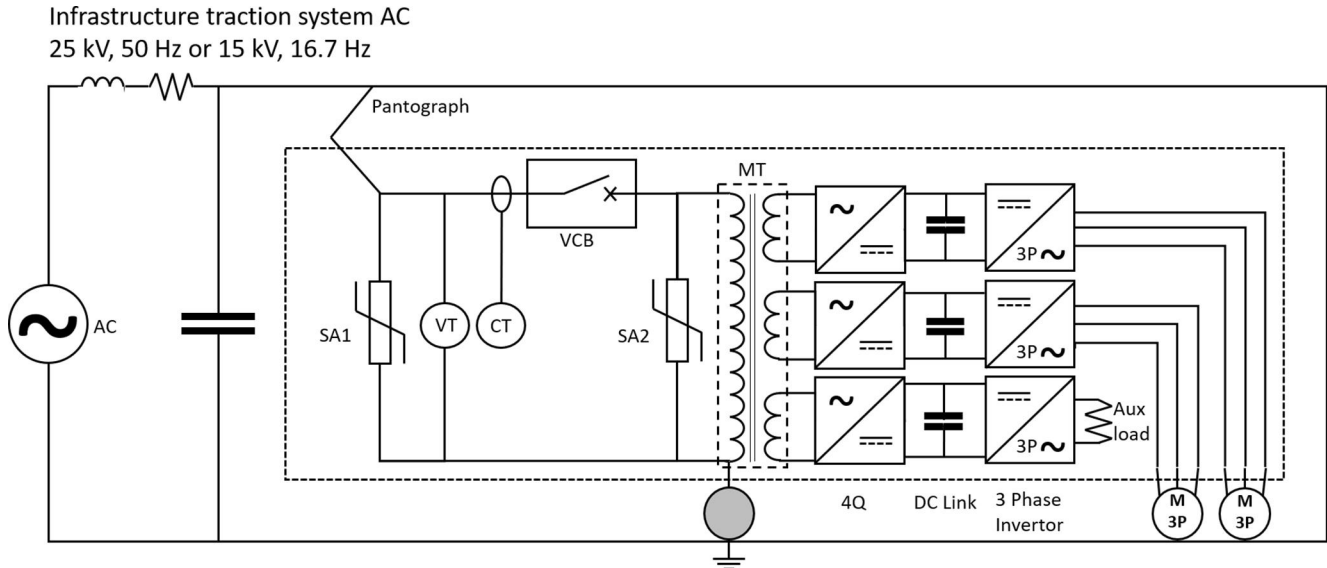 Infrastructure traction system AC
25 kV, 50 Hz or 15 kV, 16.7 Hz
Pantograph
MT
VCB
3P
AC
SA1
VT
CT
SA2
3P
Aux
load
3P
4Q
DC Link
3 Phase
Invertor
M
3P
M
3P